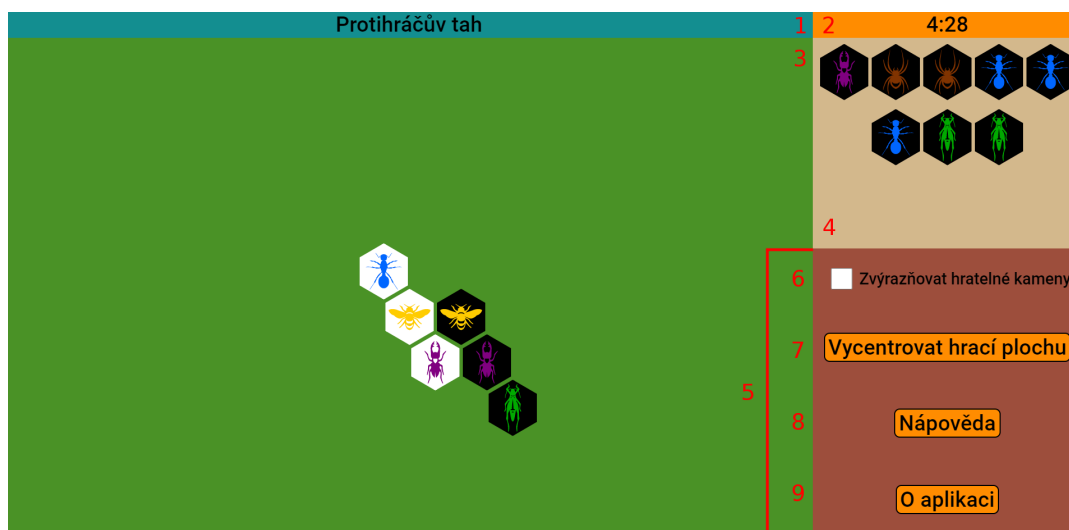 Protihráčův tah 1 2 4:28
3
4
6 Zvýrazňovat hratelné kameny
7 Vycentrovat hrací plochu
5
8 Nápověda
9 O aplikaci